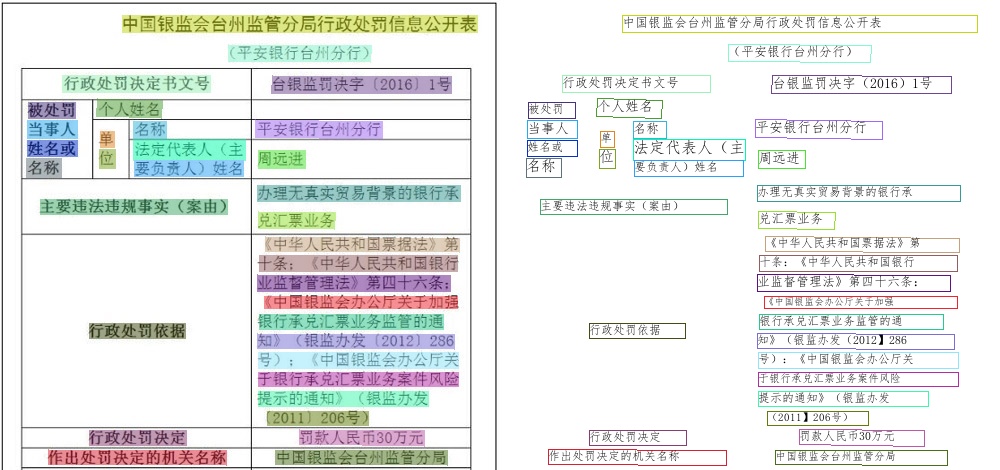 中国银监会台州监管分局行政处罚信息公开表
（平安银行台州分行）
行政处罚决定书文号
台银监罚决字〔2016〕1号
被处罚
当事人
姓名或
名称
个人姓名
单
位
名称
平安银行台州分行
法定代表人（主
要负责人）姓名
周远进
主要违法违规事实（案由）
办理无真实贸易背景的银行承
兑汇票业务
行政处罚依据
《中华人民共和国票据法》第
十条；《中华人民共和国银行
业监督管理法》第四十六条；
《中国银监会办公厅关于加强
银行承兑汇票业务监管的通
知》（银监办发〔2012〕286
号）；《中国银监会办公厅关
于银行承兑汇票业务案件风险
提示的通知》（银监办发
〔2011〕206号）
行政处罚决定
罚款人民币30万元
作出处罚决定的机关名称
中国银监会台州监管分局
中国银监会台州监管分局行政处罚信息公开表
（平安银行台州分行）
行政处罚决定书文号
台银监罚决字（2016）1号
被处罚
当事人
姓名或
名称
个人姓名
单
位
名称
平安银行台州分行
法定代表人（主
要负责人）姓名
周远进
主要违法违规事实（案由）
办理无真实贸易背景的银行承
兑汇票业务
行政处罚依据
《中华人民共和国票据法》第
十条；《中华人民共和国银行
业监督管理法》第四十六条：
《中国银监会办公厅关于加强
银行承兑汇票业务监管的通
知》（银监办发（2012】286
号）；《中国银监会办公厅关
于银行承兑汇票业务案件风险
提示的通知》（银监办发
（2011】206号）
行政处罚决定
罚款人民币30万元
作出处罚决定的机关名称
中国银监会台州监管分局